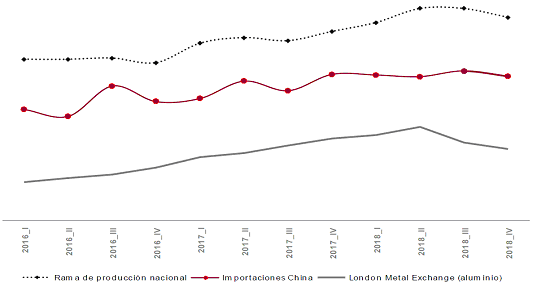 2016_I
2016_II
2016_III
2016_IV
2017_I
2017_II
2017_III
2017_IV
2018_I
2018_II
2018_III
2018_IV
Rama de producción nacional
Importaciones China
London Metal Exchange (aluminio)